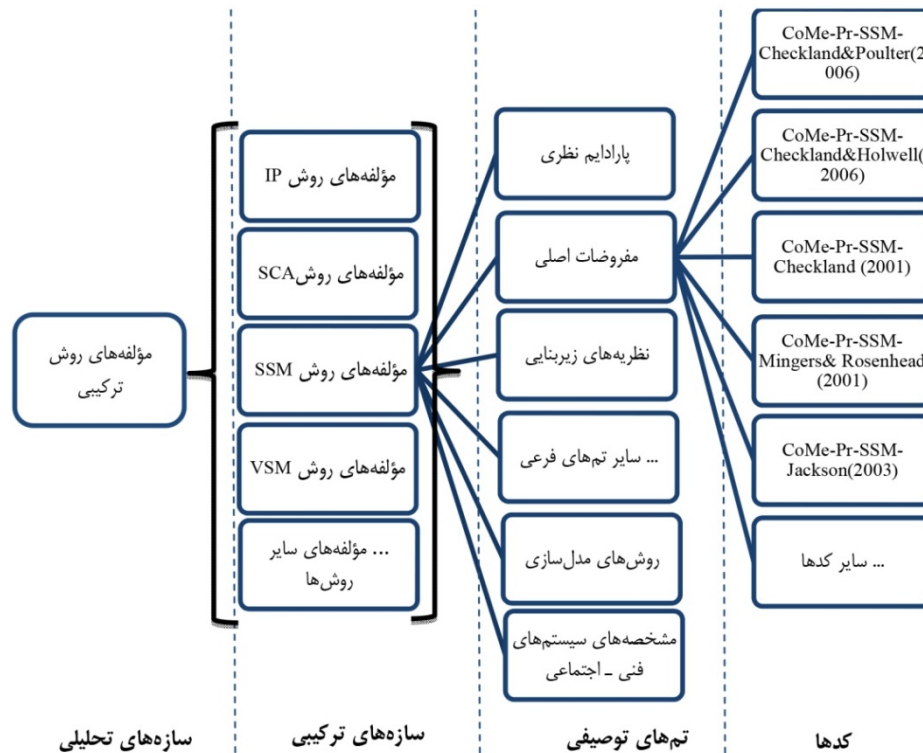 CoMe-Pr-SSM-
Checkland&Poulter(2
006)
CoMe-Pr-SSM-
Checkland&Holwell(
2006)
CoMe-Pr-SSM-
Checkland (2001)
CoMe-Pr-SSM-
Mingers& Rosenhead
(2001)
CoMe-Pr-SSM-
Jackson(2003)
... سایر کدها
کدها
پارادایم نظری
مفروضات اصلی
نظریه‌های زیربنایی
... سایر تم‌های فرعی
روش‌های مدل‌سازی
مشخصه‌های سیستم‌های
فنی ـ اجتماعی
تم‌های توصیفی
مؤلفه‌های روش IP
مؤلفه‌های روشSCA
مؤلفه‌های روش SSM
مؤلفه‌های روش VSM
... مؤلفه‌های سایر
روش‌ها
سازه‌های ترکیبی
مؤلفه‌های روش
ترکیبی
سازه‌های تحلیلی